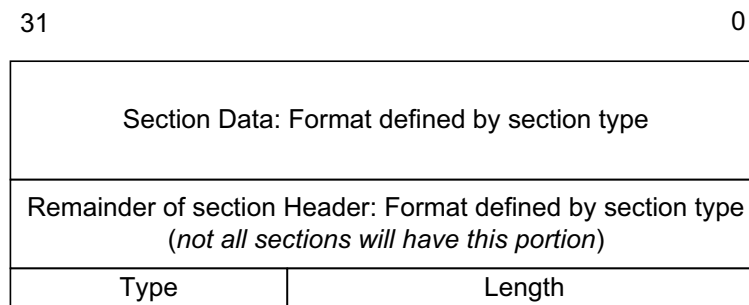 31 0
Section Data: Format defined by section type
Remainder of section Header: Format defined by section type
(not all sections will have this portion)
Type Length